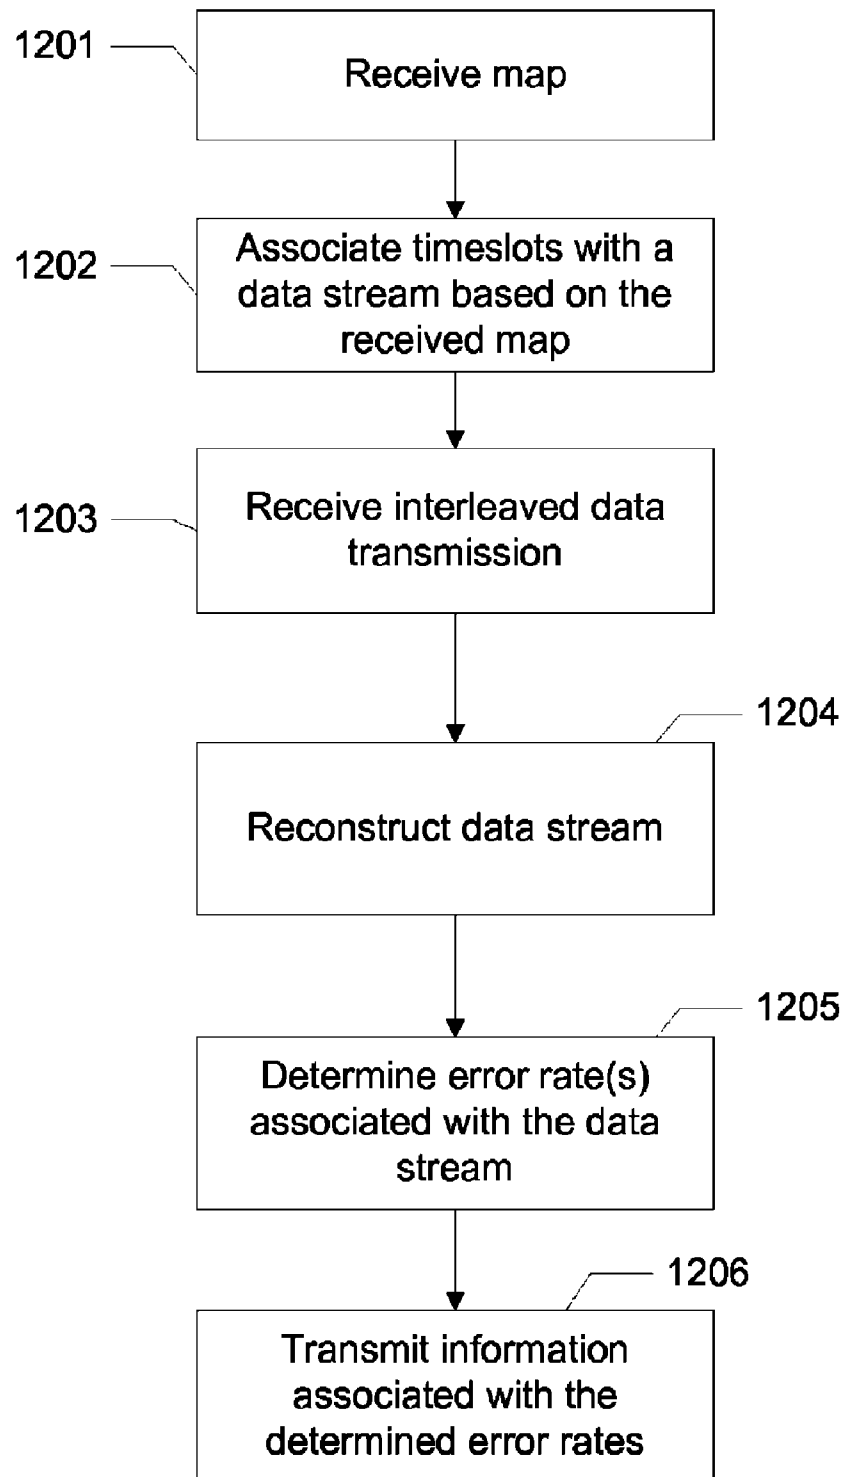 1201
Receive map
1202
Associate timeslots with a
data stream based on the
received map
1203
Receive interleaved data
transmission
1204
Reconstruct data stream
1205
Determine error rate(s)
associated with the data
stream
1206
Transmit information
associated with the
determined error rates